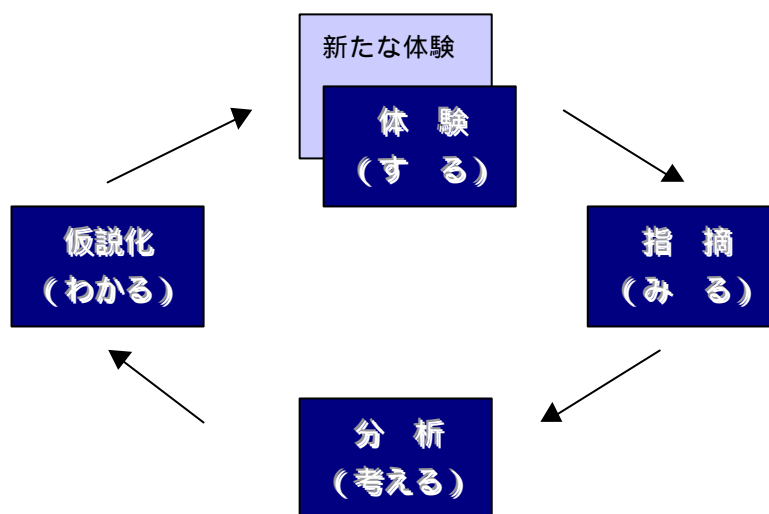 新たな体験
体　験
(す　る)
指　摘
(み　る)
分　析
(考える)
仮説化
(わかる)